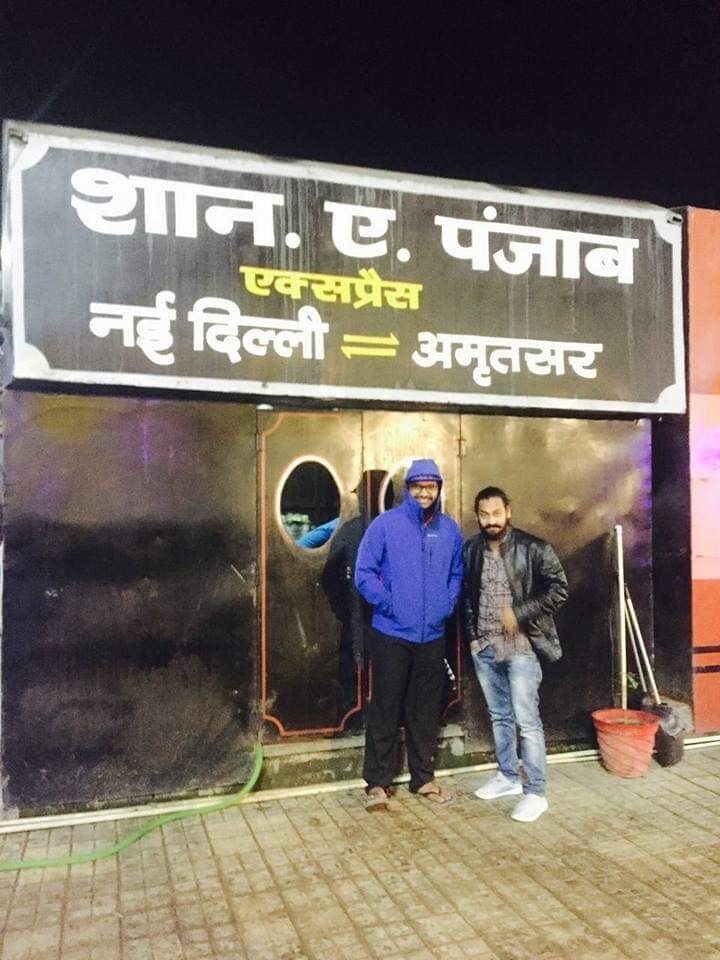 शान. ए. पंजाब
एक्सप्रैस
नई दिल्ली ⇌ अमृतसर